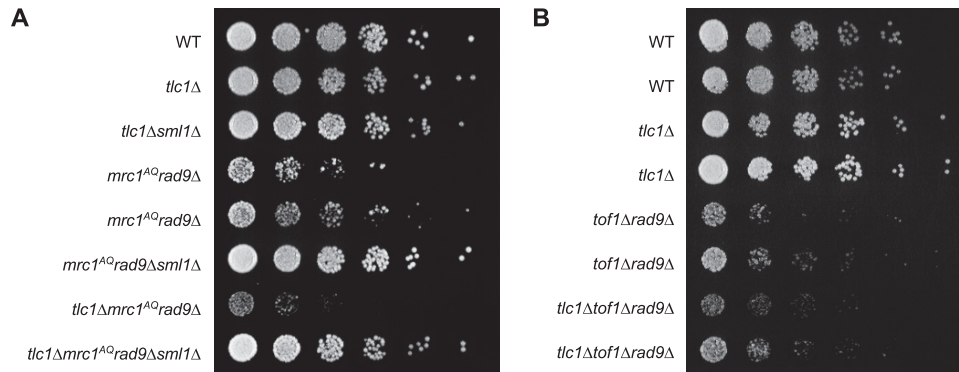 A
WT
tlc1Δ
tlc1Δsml1Δ
mrc1ᴬQrad9Δ
mrc1ᴬQrad9Δ
mrc1ᴬQrad9Δsml1Δ
tlc1Δmrc1ᴬQrad9Δ
tlc1Δmrc1ᴬQrad9Δsml1Δ
B
WT
WT
tlc1Δ
tlc1Δ
tof1Δrad9Δ
tof1Δrad9Δ
tlc1Δtof1Δrad9Δ
tlc1Δtof1Δrad9Δ